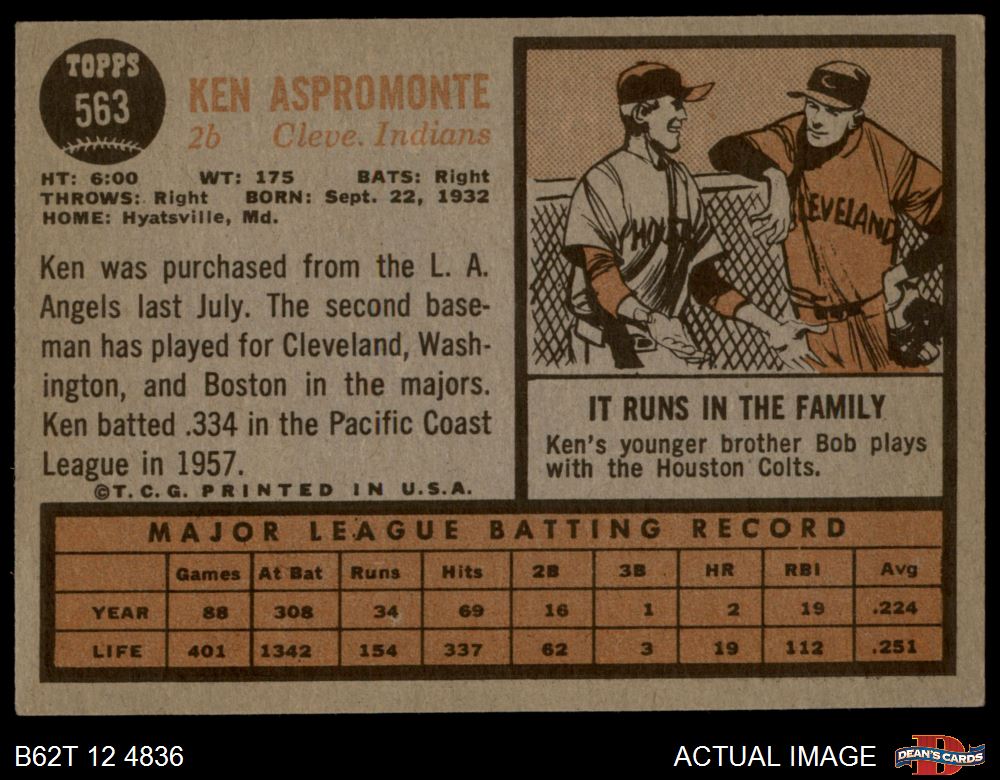 TOPPS
563
KEN ASPROMONTE
2b Cleve. Indians
HT: 6:00 WT: 175 BATS: Right
THROWS: Right BORN: Sept. 22, 1932
HOME: Hyatsville, Md.
Ken was purchased from the L. A.
Angels last July. The second base-
man has played for Cleveland, Wash-
ington, and Boston in the majors.
Ken batted .334 in the Pacific Coast
League in 1957.
©T. C. G. PRINTED IN U.S.A.
C
LEVELAND
IT RUNS IN THE FAMILY
Ken's younger brother Bob plays
with the Houston Colts.
MAJOR LEAGUE BATTING RECORD
Games At Bat Runs Hits 2B 3B HR RBI Avg
YEAR 88 308 34 69 16 1 2 19 .224
LIFE 401 1342 154 337 62 3 19 112 .251
B62T 12 4836
ACTUAL IMAGE
D
DEAN'S CARDS